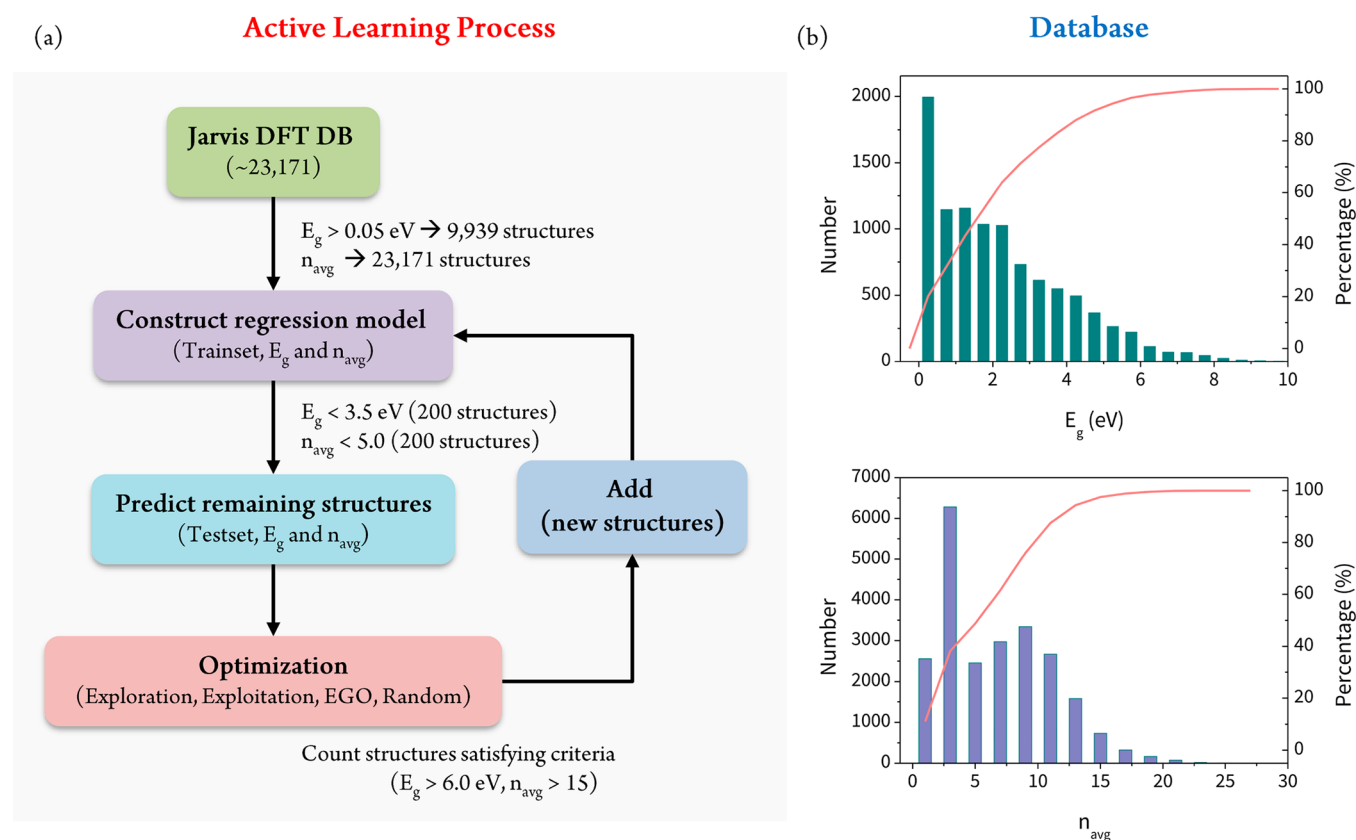 (a)
Active Learning Process
Jarvis DFT DB
(~23,171)
E_g > 0.05 eV → 9,939 structures
n_avg → 23,171 structures
Construct regression model
(Trainset, E_g and n_avg)
E_g < 3.5 eV (200 structures)
n_avg < 5.0 (200 structures)
Predict remaining structures
(Testset, E_g and n_avg)
Add
(new structures)
Optimization
(Exploration, Exploitation, EGO, Random)
Count structures satisfying criteria
(E_g > 6.0 eV, n_avg > 15)
(b)
Database
2000
1500
1000
500
0
Number
0 2 4 6 8 10
E_g (eV)
100
80
60
40
20
0
Percentage (%)
7000
6000
5000
4000
3000
2000
1000
0
Number
0 5 10 15 20 25 30
n_avg
100
80
60
40
20
0
Percentage (%)